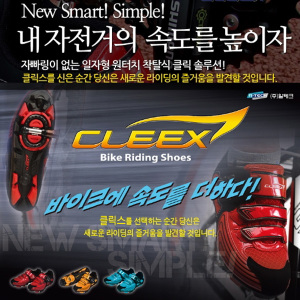 New Smart! Simple!
내 자전거의 속도를 높이자
자빠링이 없는 일자형 원터치 착탈식 클릭 솔루션!
클릭스를 신은 순간 당신은 새로운 라이딩의 즐거움을 발견할 것입니다.
CLEEX
Bike Riding Shoes
바이크에 속도를 더하다!
클릭스를 선택하는 순간 당신은
새로운 라이딩의 즐거움을 발견할 것입니다.
NEW SMART
SIMPLE!